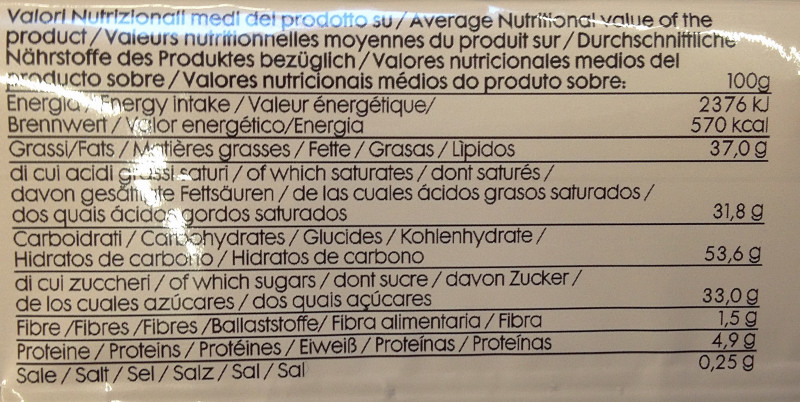 Valori Nutrizionali medi del prodotto su / Average Nutritional value of the
product / Valeurs nutritionnelles moyennes du produit sur / Durchschnittliche
Nährstoffe des Produktes bezüglich / Valores nutricionales medios del
producto sobre / Valores nutricionais médios do produto sobre: 100g
Energia / Energy intake / Valeur énergétique/ 2376 kJ
Brennwert / Valor energético/Energia 570 kcal
Grassi/Fats / Matières grasses / Fette / Grasas / Lìpidos 37,0 g
di cui acidi grassi saturi / of which saturates / dont saturés /
davon gesättigte Fettsäuren / de las cuales ácidos grasos saturados /
dos quais ácidos gordos saturados 31,8 g
Carboidrati / Carbohydrates / Glucides / Kohlenhydrate /
Hidratos de carbono / Hidratos de carbono 53,6 g
di cui zuccheri / of which sugars / dont sucre / davon Zucker /
de los cuales azúcares / dos quais açúcares 33,0 g
Fibre /Fibres /Fibres /Ballaststoffe/ Fibra alimentaria / Fibra 1,5 g
Proteine / Proteins / Protéines / Eiweiß / Proteínas / Proteínas 4,9 g
Sale / Salt / Sel / Salz / Sal / Sal 0,25 g